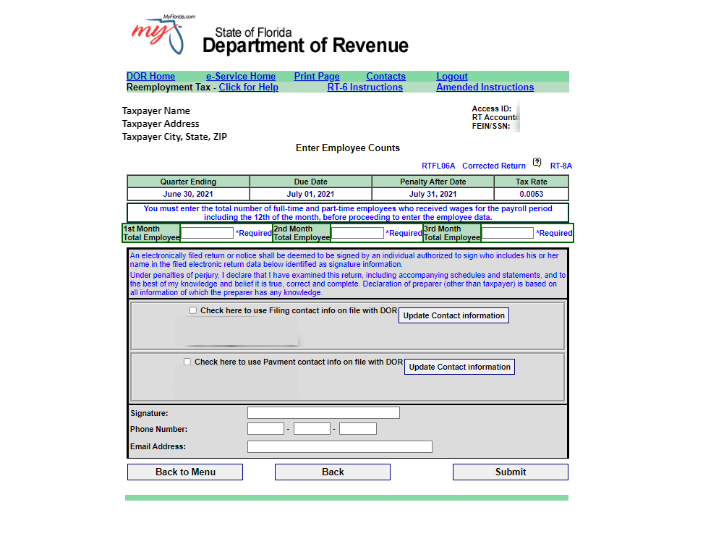 MyFlorida.com
my
State of Florida
Department of Revenue
DOR Home e-Service Home Print Page Contacts Logout
Reemployment Tax - Click for Help RT-6 Instructions Amended Instructions
Taxpayer Name
Taxpayer Address
Taxpayer City, State, ZIP
Access ID:
RT Account
FEIN/SSN:
Enter Employee Counts
RTFL06A Corrected Return [?] RT-8A
Quarter Ending Due Date Penalty After Date Tax Rate
June 30, 2021 July 01, 2021 July 31, 2021 0.0053
You must enter the total number of full-time and part-time employees who received wages for the payroll period
including the 12th of the month, before proceeding to enter the employee data.
1st Month
Total Employee *Required
2nd Month
Total Employee *Required
3rd Month
Total Employee *Required
An electronically filed return or notice shall be deemed to be signed by an individual authorized to sign who includes his or her
name in the filed electronic return data below identified as signature information.
Under penalties of perjury, I declare that I have examined this return, including accompanying schedules and statements, and to
the best of my knowledge and belief it is true, correct and complete. Declaration of preparer (other than taxpayer) is based on
all information of which the preparer has any knowledge.
Check here to use Filing contact info on file with DOR Update Contact information
Check here to use Payment contact info on file with DOR Update Contact information
Signature:
Phone Number: - -
Email Address:
Back to Menu Back Submit